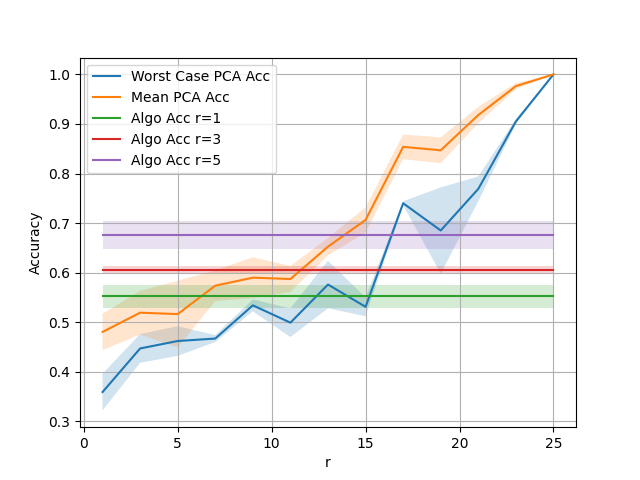 Worst Case PCA Acc
Mean PCA Acc
Algo Acc r=1
Algo Acc r=3
Algo Acc r=5
1.0
0.9
0.8
0.7
0.6
0.5
0.4
0.3
Accuracy
0 5 10 15 20 25
r